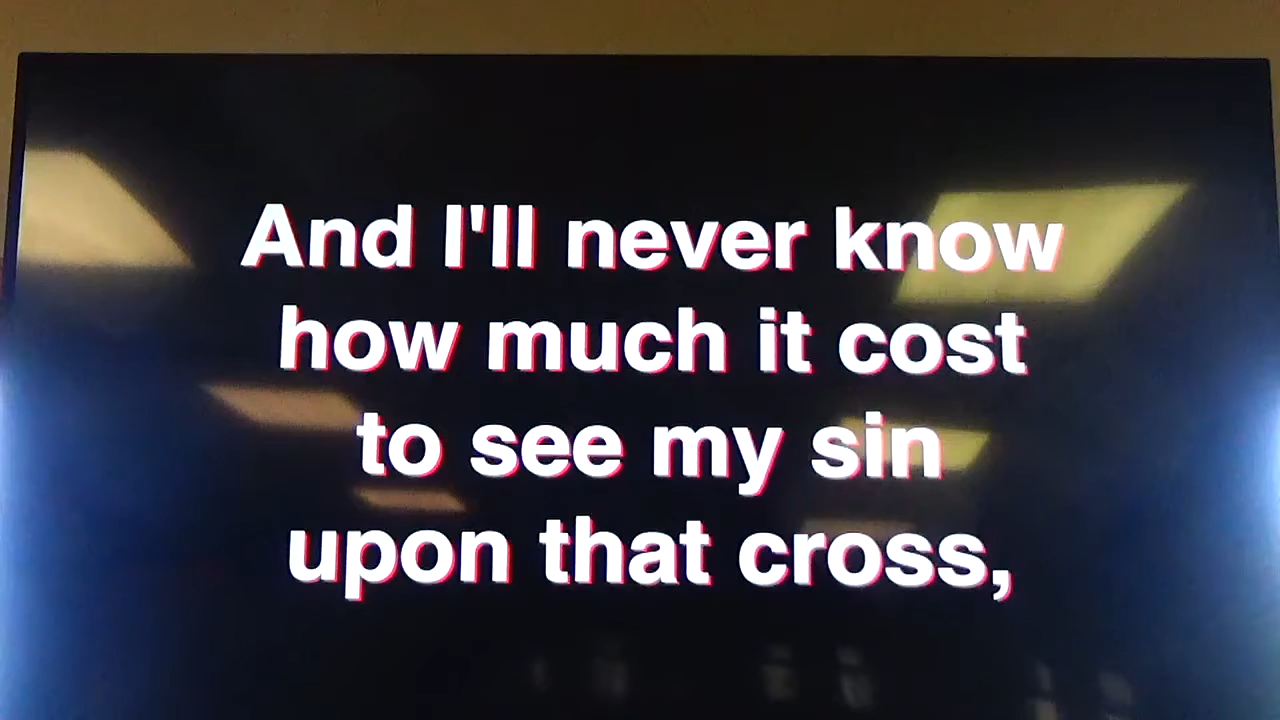 And I'll never know
how much it cost
to see my sin
upon that cross,